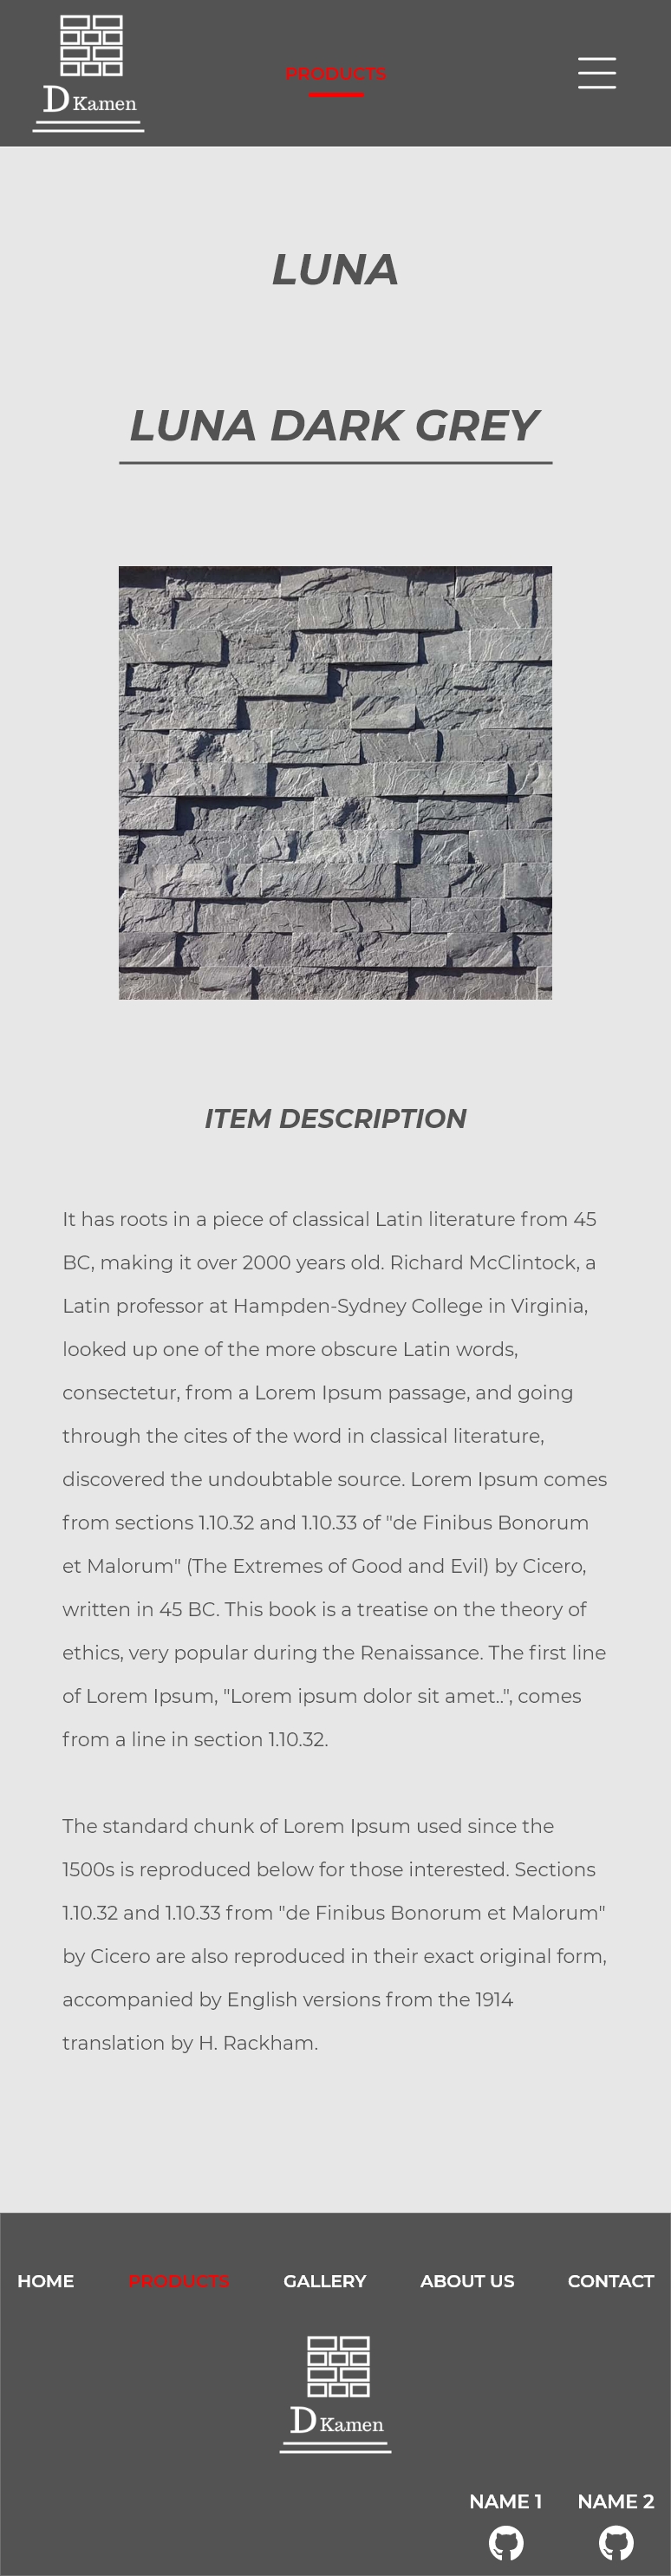 D Kamen
PRODUCTS
LUNA
LUNA DARK GREY
ITEM DESCRIPTION
It has roots in a piece of classical Latin literature from 45
BC, making it over 2000 years old. Richard McClintock, a
Latin professor at Hampden-Sydney College in Virginia,
looked up one of the more obscure Latin words,
consectetur, from a Lorem Ipsum passage, and going
through the cites of the word in classical literature,
discovered the undoubtable source. Lorem Ipsum comes
from sections 1.10.32 and 1.10.33 of "de Finibus Bonorum
et Malorum" (The Extremes of Good and Evil) by Cicero,
written in 45 BC. This book is a treatise on the theory of
ethics, very popular during the Renaissance. The first line
of Lorem Ipsum, "Lorem ipsum dolor sit amet..", comes
from a line in section 1.10.32.
The standard chunk of Lorem Ipsum used since the
1500s is reproduced below for those interested. Sections
1.10.32 and 1.10.33 from "de Finibus Bonorum et Malorum"
by Cicero are also reproduced in their exact original form,
accompanied by English versions from the 1914
translation by H. Rackham.
HOME PRODUCTS GALLERY ABOUT US CONTACT
D Kamen
NAME 1 NAME 2